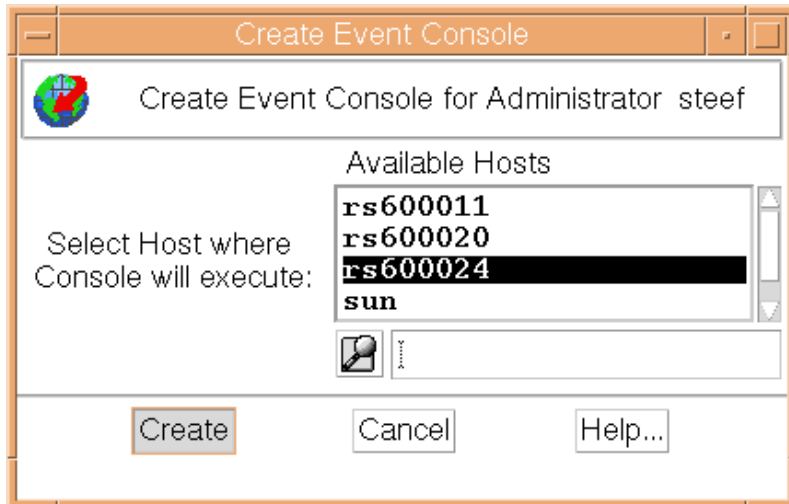 Create Event Console
Create Event Console for Administrator steef
Available Hosts
rs600011
rs600020
Select Host where
Console will execute:
rs600024
sun
Create Cancel Help...